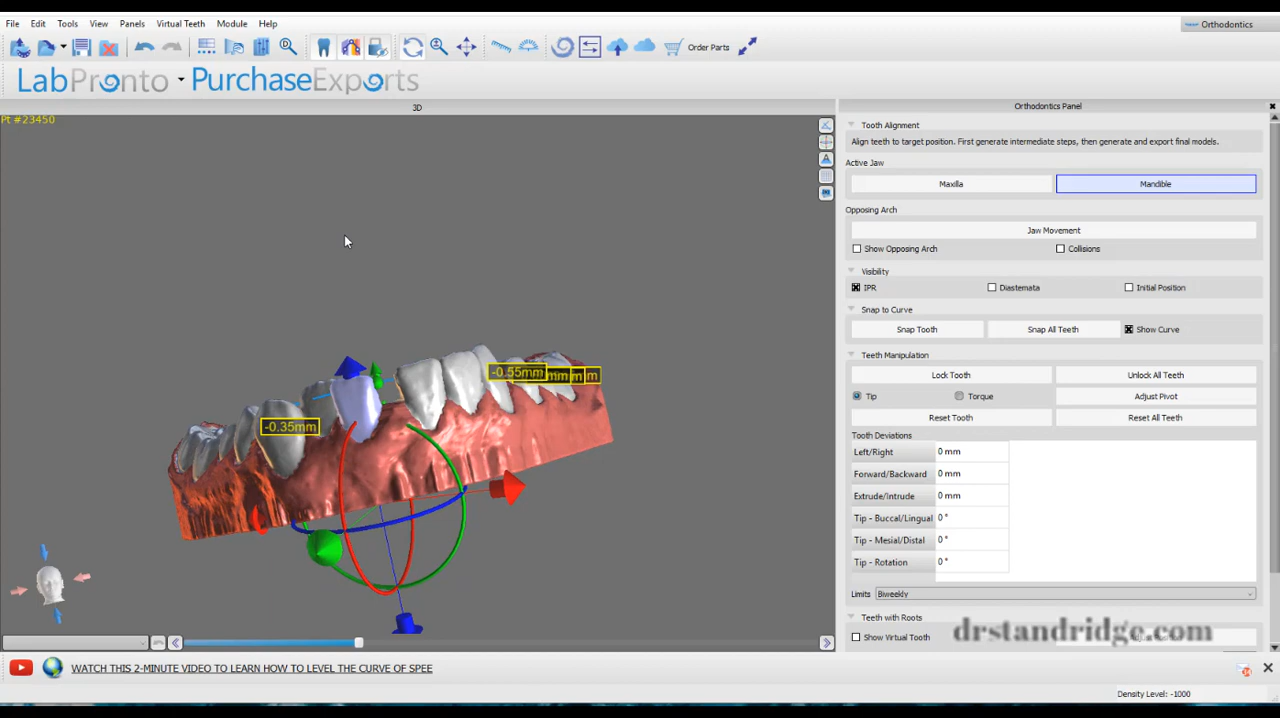 File Edit Tools View Panels Virtual Teeth Module Help
Orthodontics
Order Parts
LabPronto PurchaseExports
3D
Orthodontics Panel
Pt #23450
Tooth Alignment
Align teeth to target position. First generate intermediate steps, then generate and export final models.
Active Jaw
Maxilla Mandible
Opposing Arch
Jaw Movement
Show Opposing Arch Collisions
Visibility
IPR Diastemata Initial Position
Snap to Curve
Snap Tooth Snap All Teeth Show Curve
Teeth Manipulation
Lock Tooth Unlock All Teeth
Tip Torque Adjust Pivot
Reset Tooth Reset All Teeth
Tooth Deviations
Left/Right 0 mm
Forward/Backward 0 mm
Extrude/Intrude 0 mm
Tip - Buccal/Lingual 0 °
Tip - Mesial/Distal 0 °
Tip - Rotation 0 °
Limits Biweekly
Teeth with Roots
Show Virtual Tooth
-0.55mm mm m m
-0.35mm
drstandridge.com
WATCH THIS 2-MINUTE VIDEO TO LEARN HOW TO LEVEL THE CURVE OF SPEE
Density Level: -1000